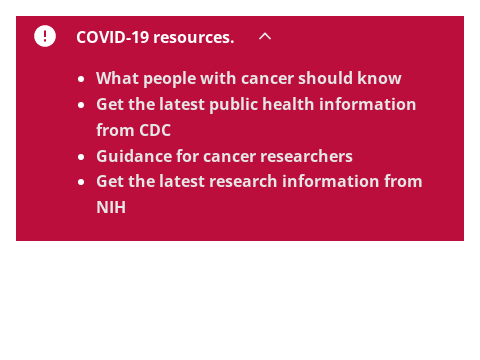 COVID-19 resources.
What people with cancer should know
Get the latest public health information
from CDC
Guidance for cancer researchers
Get the latest research information from
NIH